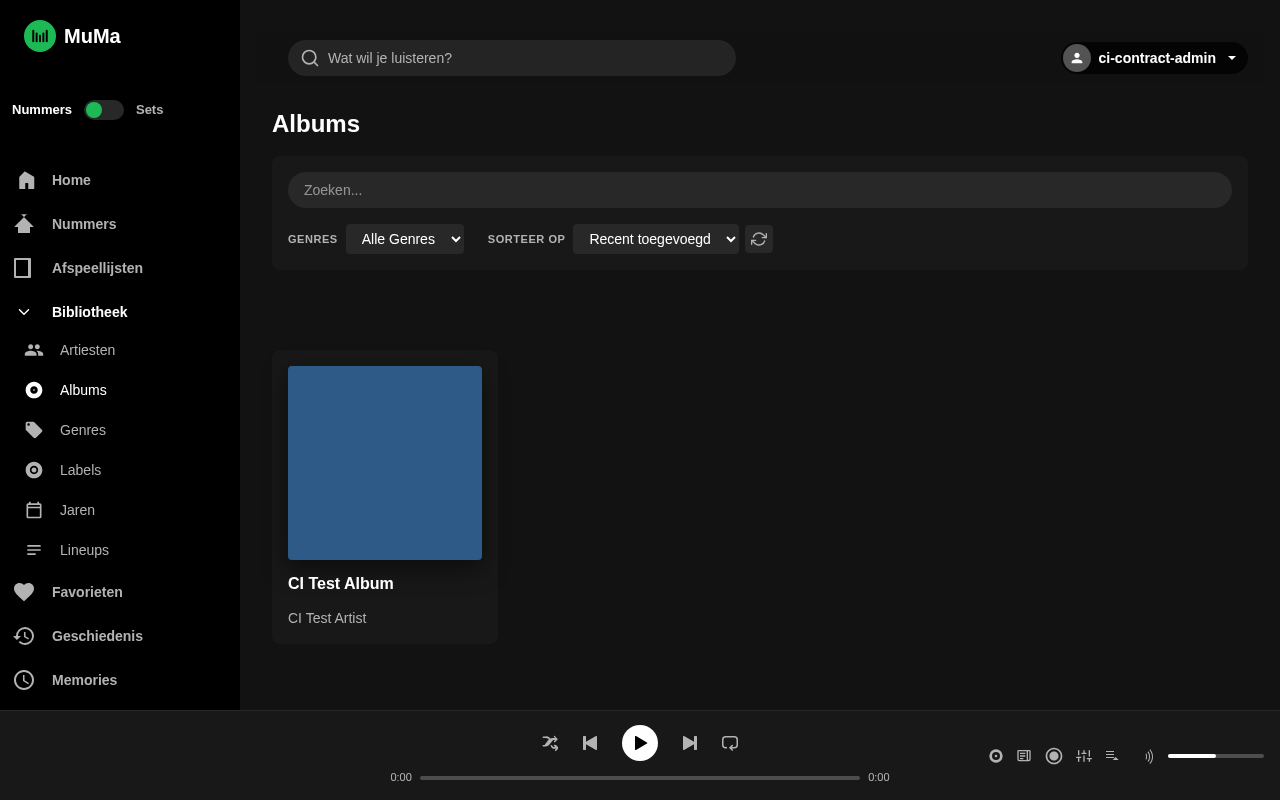 MuMa
Wat wil je luisteren?
ci-contract-admin
Nummers
Sets
Albums
Home
Zoeken...
Nummers
GENRES
Alle Genres
SORTEER OP
Recent toegevoegd
Afspeellijsten
Bibliotheek
Artiesten
Albums
Genres
Labels
Jaren
Lineups
Favorieten
Geschiedenis
Memories
CI Test Album
CI Test Artist
0:00
0:00